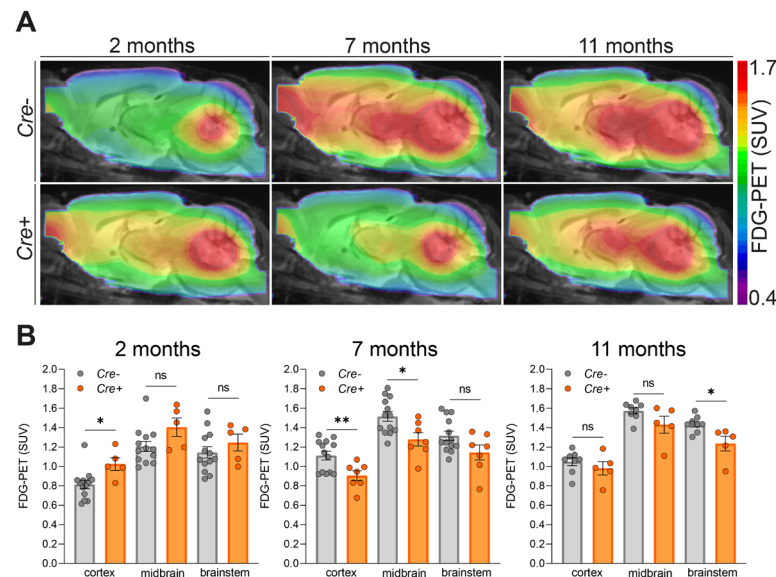 A
2 months
7 months
11 months
Cre-
Cre+
1.7
FDG-PET (SUV)
0.4
B
2 months
Cre-
Cre+
FDG-PET (SUV)
2.0
1.8
1.6
1.4
1.2
1.0
0.8
0.6
0.4
0.2
0.0
*
ns
ns
cortex midbrain brainstem
7 months
Cre-
Cre+
FDG-PET (SUV)
2.0
1.8
1.6
1.4
1.2
1.0
0.8
0.6
0.4
0.2
0.0
**
*
ns
cortex midbrain brainstem
11 months
Cre-
Cre+
FDG-PET (SUV)
2.0
1.8
1.6
1.4
1.2
1.0
0.8
0.6
0.4
0.2
0.0
ns
ns
*
cortex midbrain brainstem